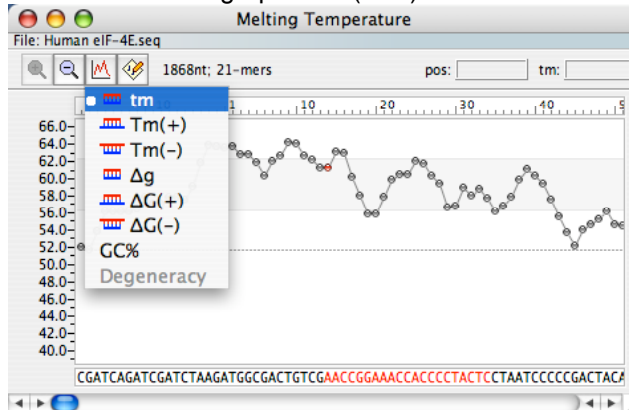 Melting Temperature
File: Human eIF-4E.seq
1868nt; 21-mers
pos:
tm:
tm
Tm(+)
Tm(-)
Δg
ΔG(+)
ΔG(-)
GC%
Degeneracy
1 10 20 30 40
66.0
64.0
62.0
60.0
58.0
56.0
54.0
52.0
50.0
48.0
46.0
44.0
42.0
40.0
CGATCAGATCGATCTAAGATGGCGACTGTCGAACCGGAAACCACCCCTACTCCTAATCCCCCGACTACA